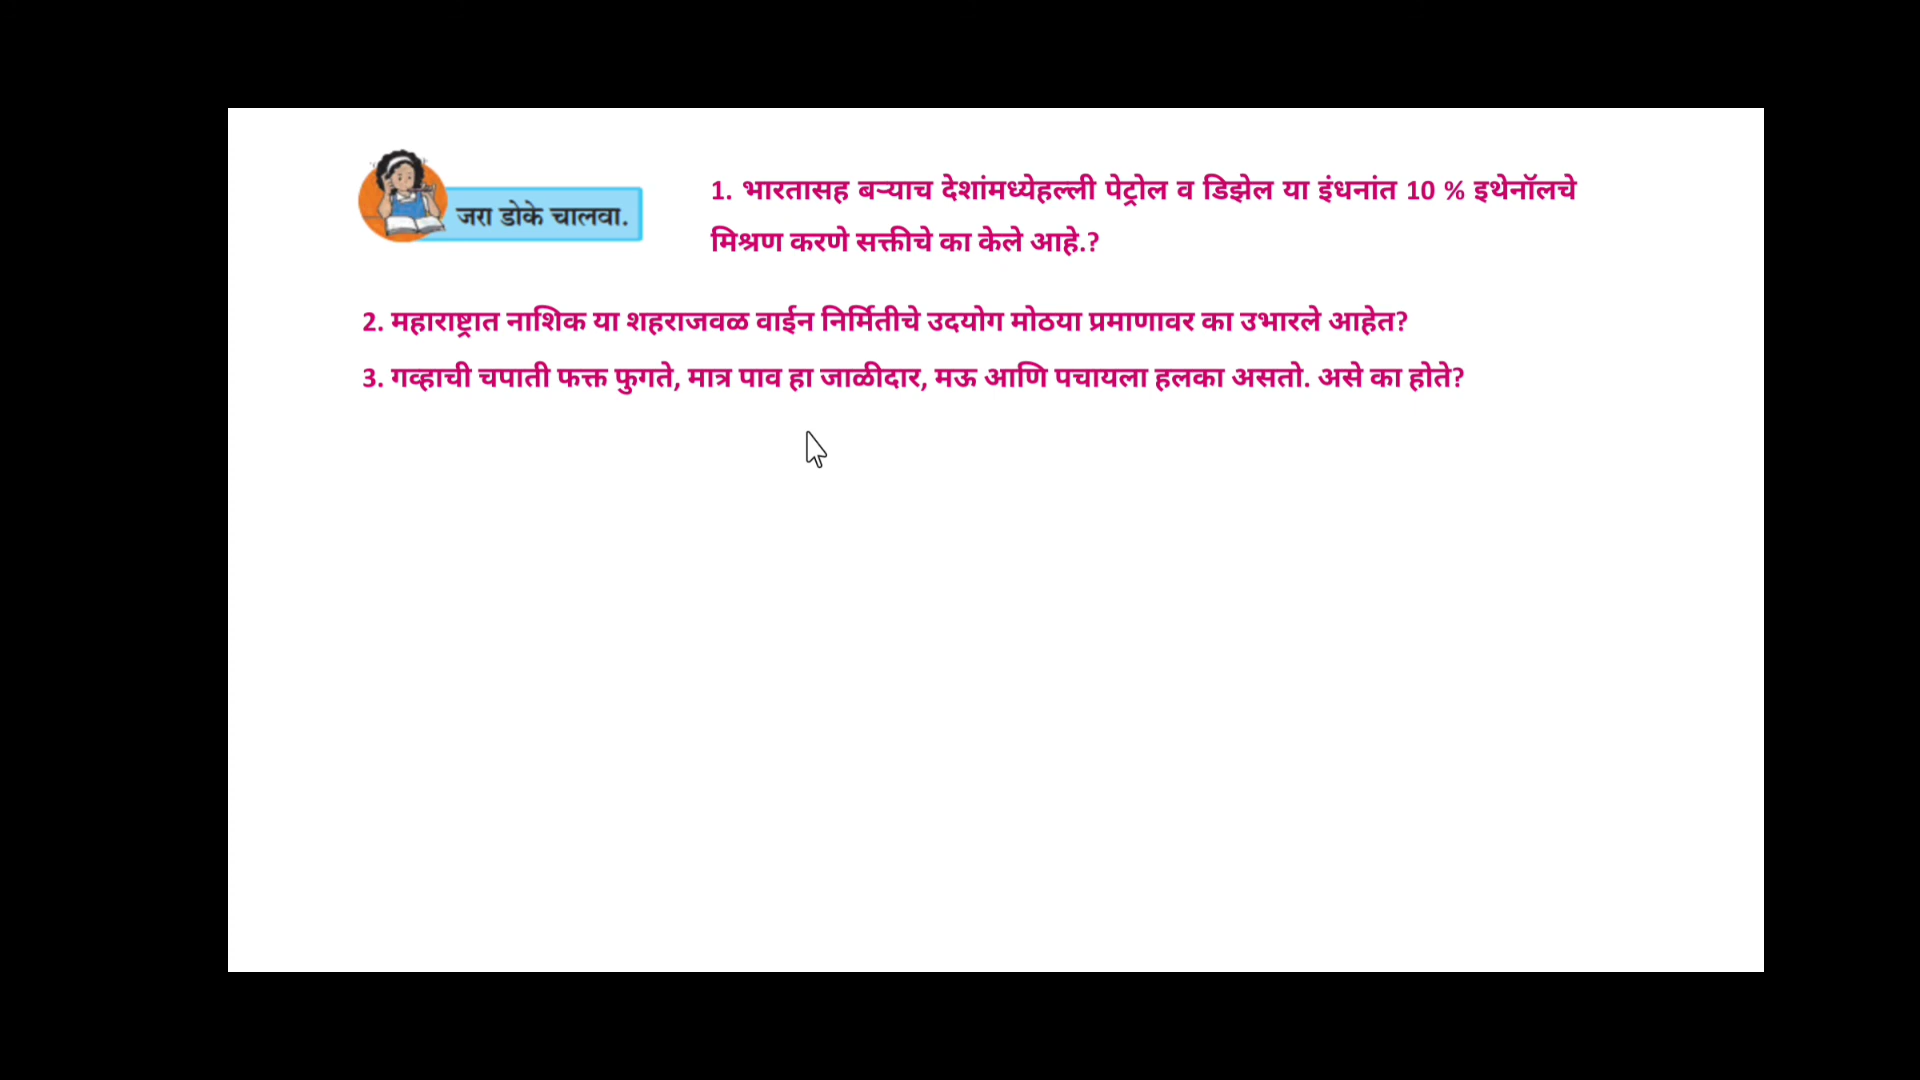 जरा डोके चालवा.
1. भारतासह बऱ्याच देशांमध्येहल्ली पेट्रोल व डिझेल या इंधनांत 10 % इथेनॉलचे
मिश्रण करणे सक्तीचे का केले आहे.?
2. महाराष्ट्रात नाशिक या शहराजवळ वाईन निर्मितीचे उदयोग मोठया प्रमाणावर का उभारले आहेत?
3. गव्हाची चपाती फक्त फुगते, मात्र पाव हा जाळीदार, मऊ आणि पचायला हलका असतो. असे का होते?